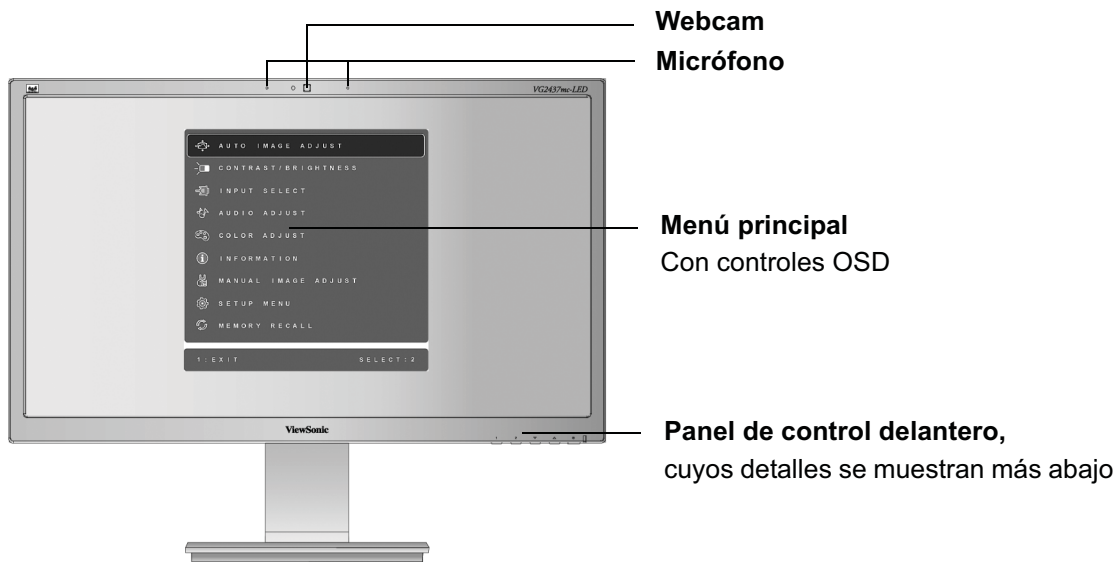 Webcam
Micrófono
VG2437mc-LED
AUTO IMAGE ADJUST
CONTRAST/BRIGHTNESS
INPUT SELECT
AUDIO ADJUST
COLOR ADJUST
INFORMATION
MANUAL IMAGE ADJUST
SETUP MENU
MEMORY RECALL
1:EXIT SELECT:2
Menú principal
Con controles OSD
ViewSonic
Panel de control delantero,
cuyos detalles se muestran más abajo